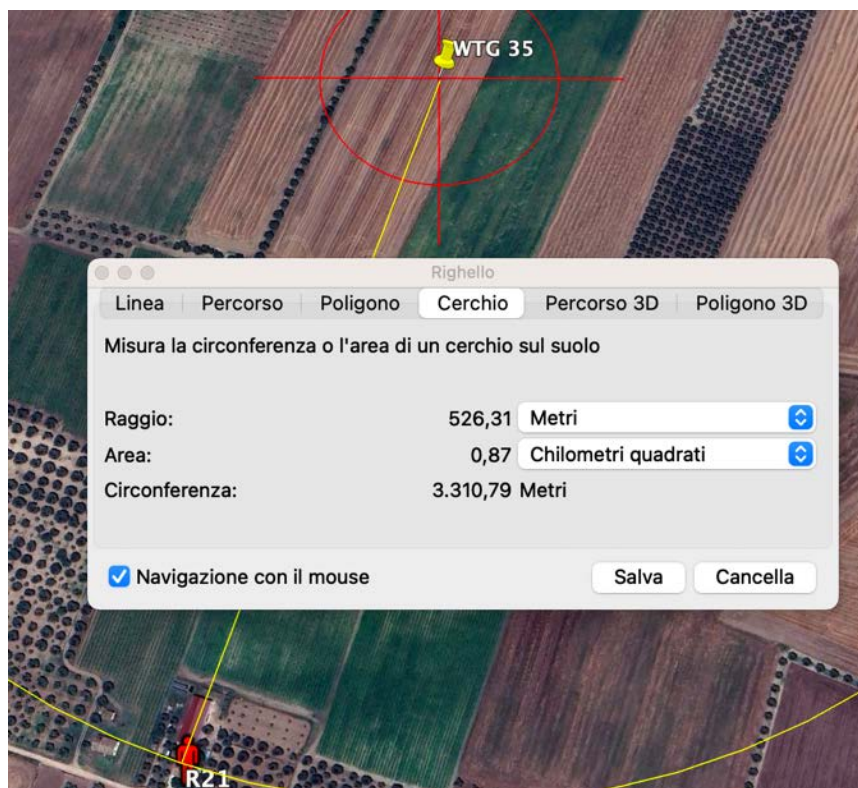 WTG 35
Righello
Linea Percorso Poligono Cerchio Percorso 3D Poligono 3D
Misura la circonferenza o l'area di un cerchio sul suolo
Raggio: 526,31 Metri
Area: 0,87 Chilometri quadrati
Circonferenza: 3.310,79 Metri
Navigazione con il mouse Salva Cancella
R21